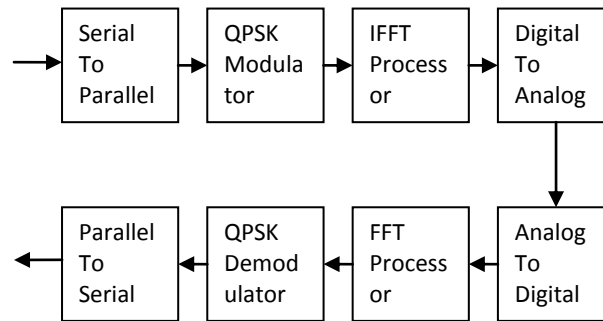 Serial
To
Parallel
QPSK
Modula
tor
IFFT
Process
or
Digital
To
Analog
Parallel
To
Serial
QPSK
Demod
ulator
FFT
Process
or
Analog
To
Digital